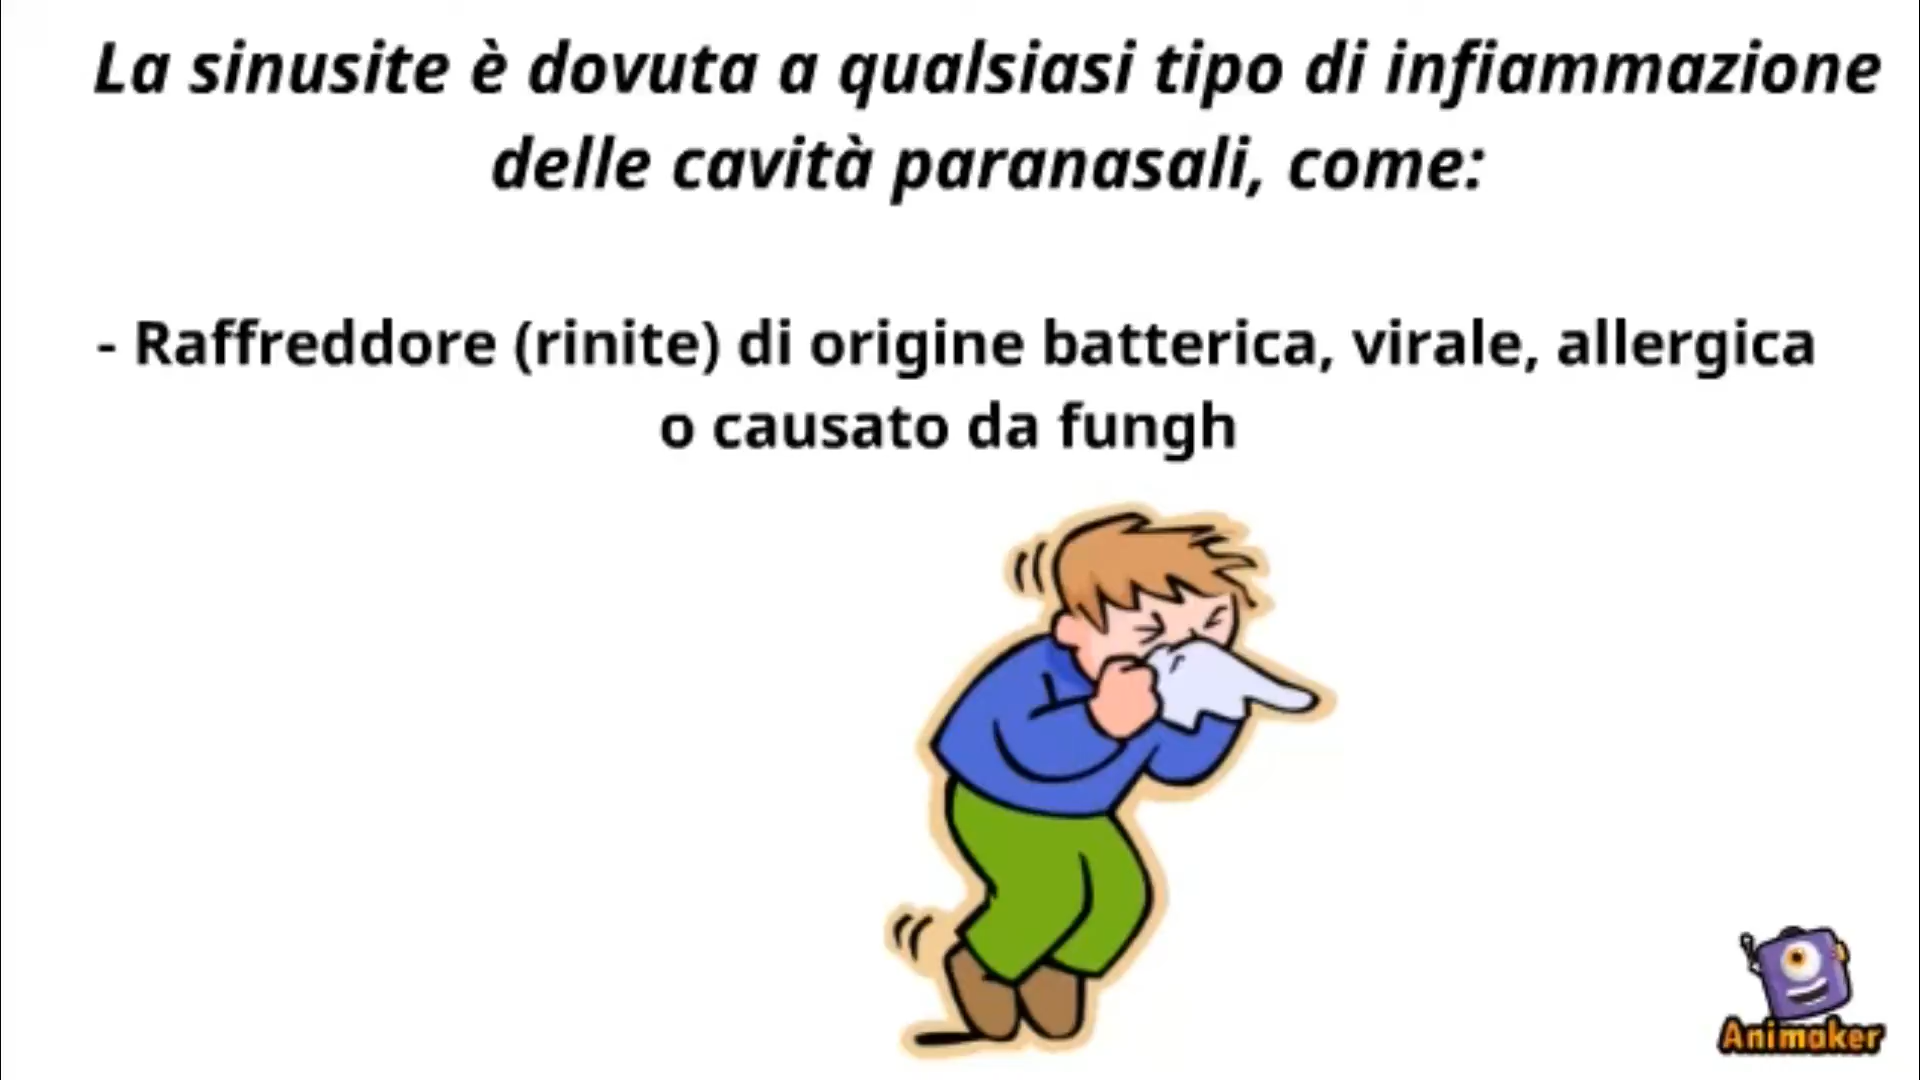 La sinusite è dovuta a qualsiasi tipo di infiammazione
delle cavità paranasali, come:
- Raffreddore (rinite) di origine batterica, virale, allergica
o causato da fungh
Animaker